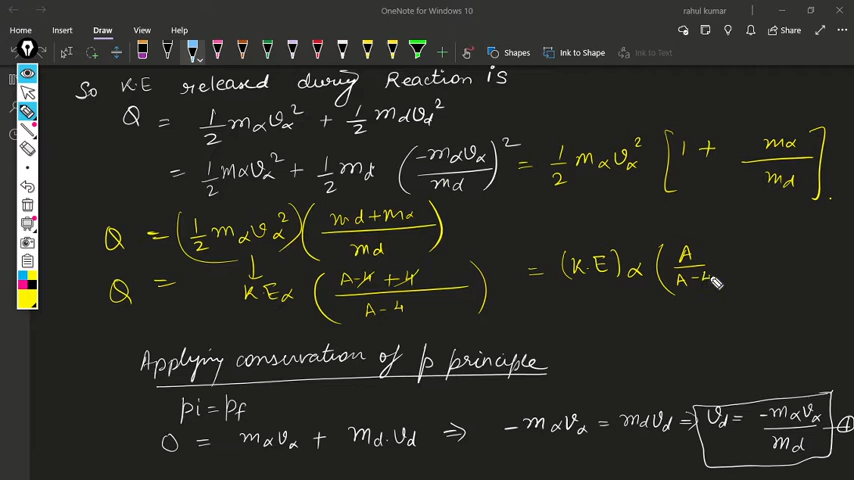 OneNote for Windows 10
rahul kumar
Home Insert Draw View
Share
Shapes Ink to Shape Ink to Text
So K.E released during Reaction is
Q = 1/2 mαvα² + 1/2 mdvd²
= 1/2 mαvα² + 1/2 md (-mαvα/md)² = 1/2 mαvα² [1 + mα/md].
Q = (1/2 mαvα²) (md+mα/md)
Q = K.Eα (A-4+4/A-4) = (K.E)α (A/A-4
Applying conservation of p principle
pi = pf
0 = mαvα + md.vd ⇒ -mαvα = mdvd ⇒ vd = -mαvα/md